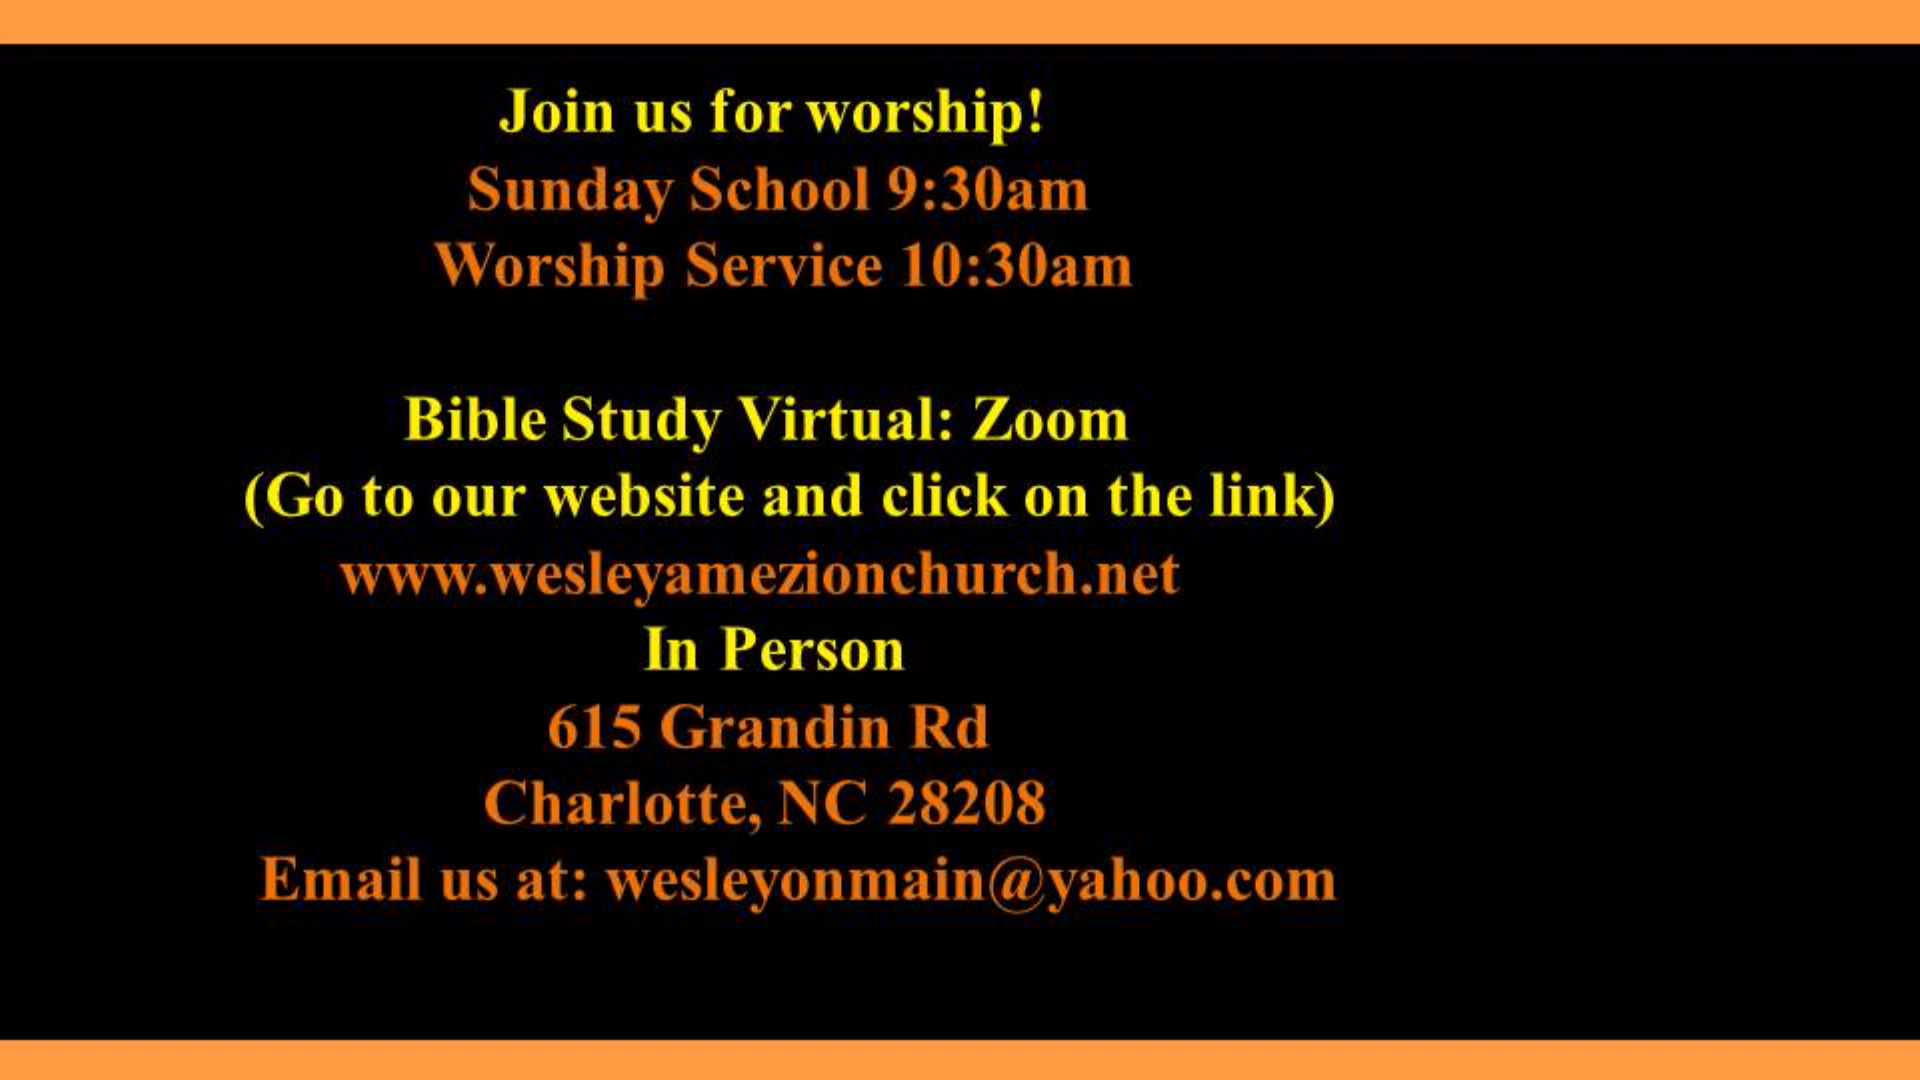 Join us for worship!
Sunday School 9:30am
Worship Service 10:30am
Bible Study Virtual: Zoom
(Go to our website and click on the link)
www.wesleyamezionchurch.net
In Person
615 Grandin Rd
Charlotte, NC 28208
Email us at: wesleyonmain@yahoo.com